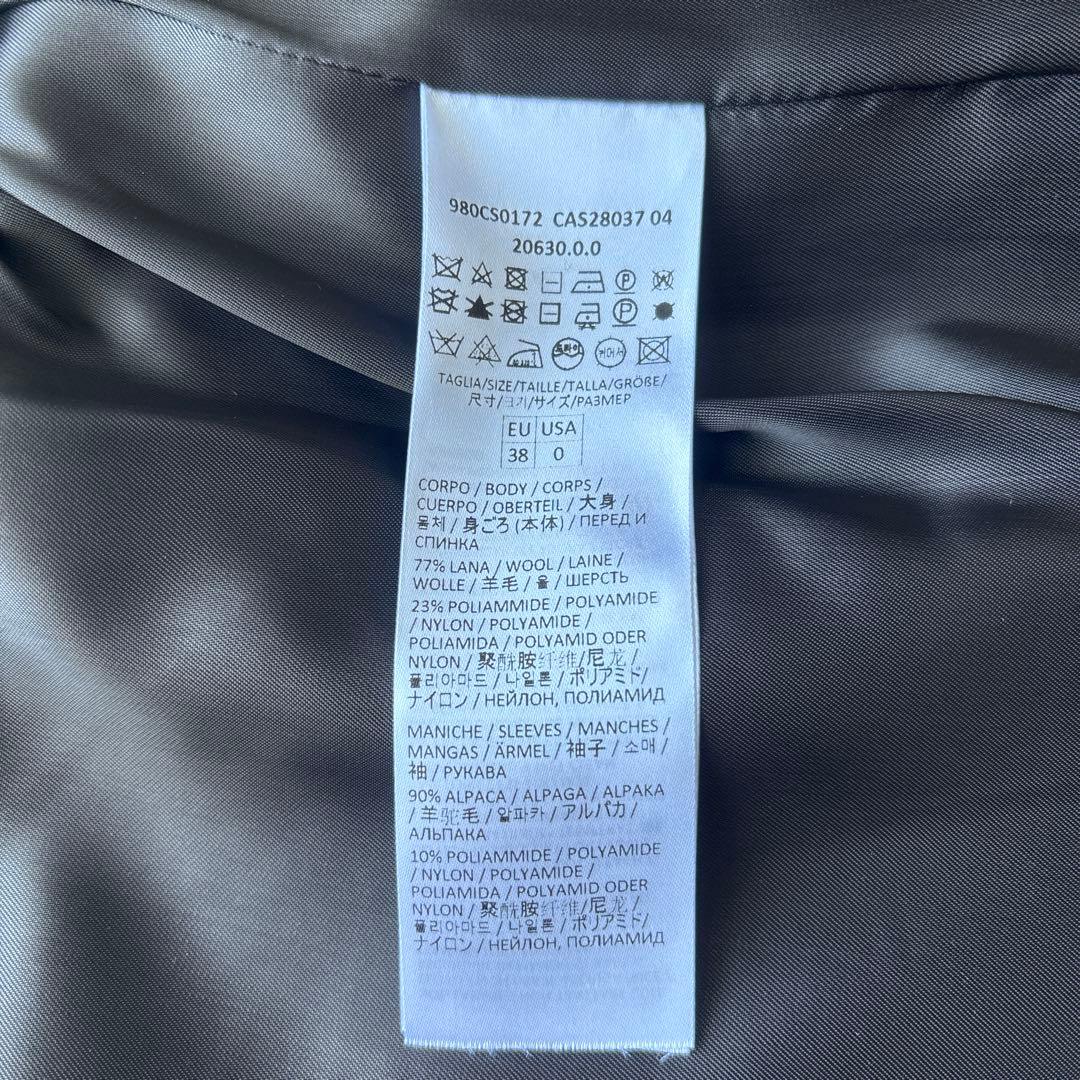 980CS0172 CAS28037 04
20630.0.0
P W
P
드라이 케어서
TAGLIA/SIZE/TAILLE/TALLA/GRÖßE/
尺寸/크기/サイズ/РАЗМЕР
EU USA
38 0
CORPO / BODY / CORPS /
CUERPO / OBERTEIL / 大身 /
몸체 / 身ごろ (本体) / ПЕРЕД И
СПИНКА
77% LANA / WOOL / LAINE /
WOLLE / 羊毛 / 울 / ШЕРСТЬ
23% POLIAMMIDE / POLYAMIDE
/ NYLON / POLYAMIDE /
POLIAMIDA / POLYAMID ODER
NYLON / 聚酰胺纤维/尼龙 /
폴리아마드 / 나일론 / ポリアミド/
ナイロン / НЕЙЛОН, ПОЛИАМИД
MANICHE / SLEEVES / MANCHES /
MANGAS / ÄRMEL / 袖子 / 소매 /
袖 / РУКАВА
90% ALPACA / ALPAGA / ALPAKA
/ 羊驼毛 / 알파카 / アルパカ /
АЛЬПАКА
10% POLIAMMIDE / POLYAMIDE
/ NYLON / POLYAMIDE /
POLIAMIDA / POLYAMID ODER
NYLON / 聚酰胺纤维/尼龙 /
폴리아마드 / 나일론 / ポリアミド/
ナイロン / НЕЙЛОН, ПОЛИАМИД